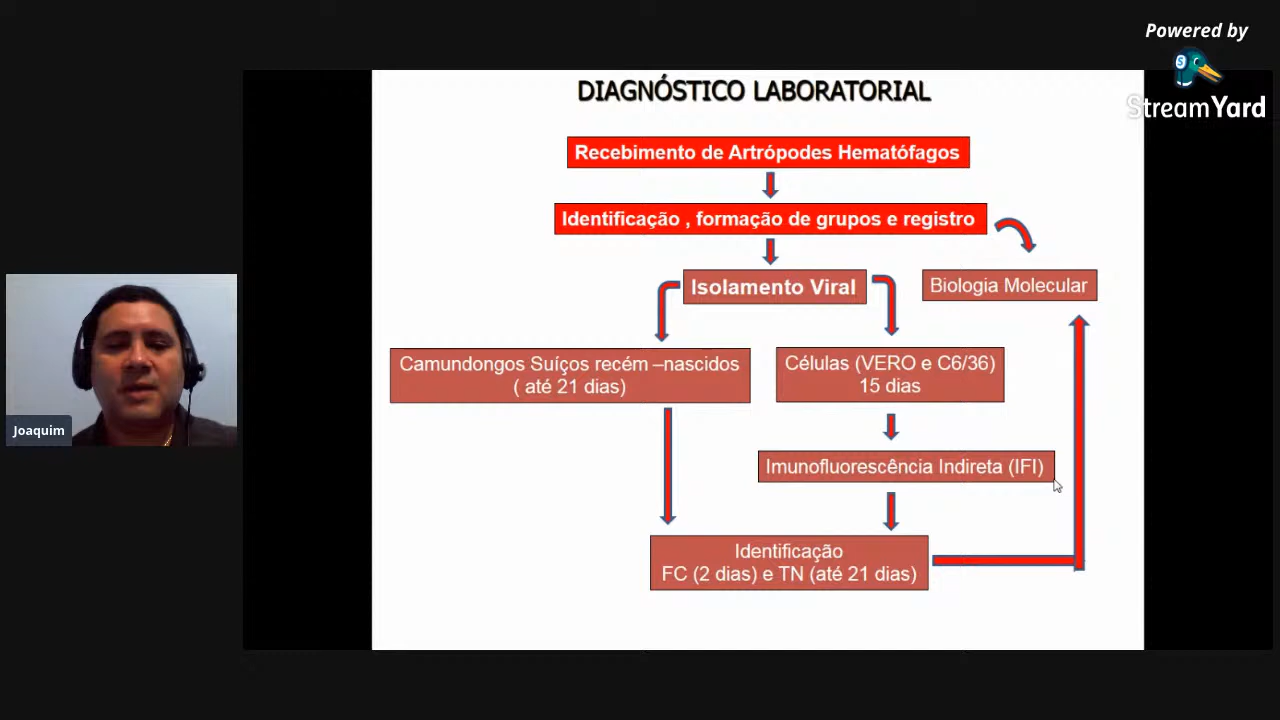 Powered by
StreamYard
DIAGNÓSTICO LABORATORIAL
Recebimento de Artrópodes Hematófagos
Identificação , formação de grupos e registro
Isolamento Viral
Biologia Molecular
Camundongos Suíços recém –nascidos
( até 21 dias)
Células (VERO e C6/36)
15 dias
Imunofluorescência Indireta (IFI)
Identificação
FC (2 dias) e TN (até 21 dias)
Joaquim